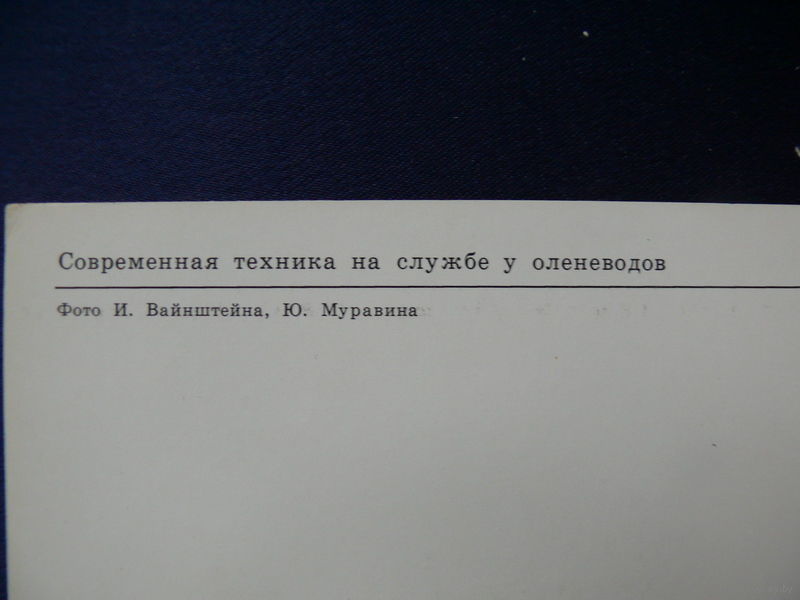 Современная техника на службе у оленеводов
Фото И. Вайнштейна, Ю. Муравина